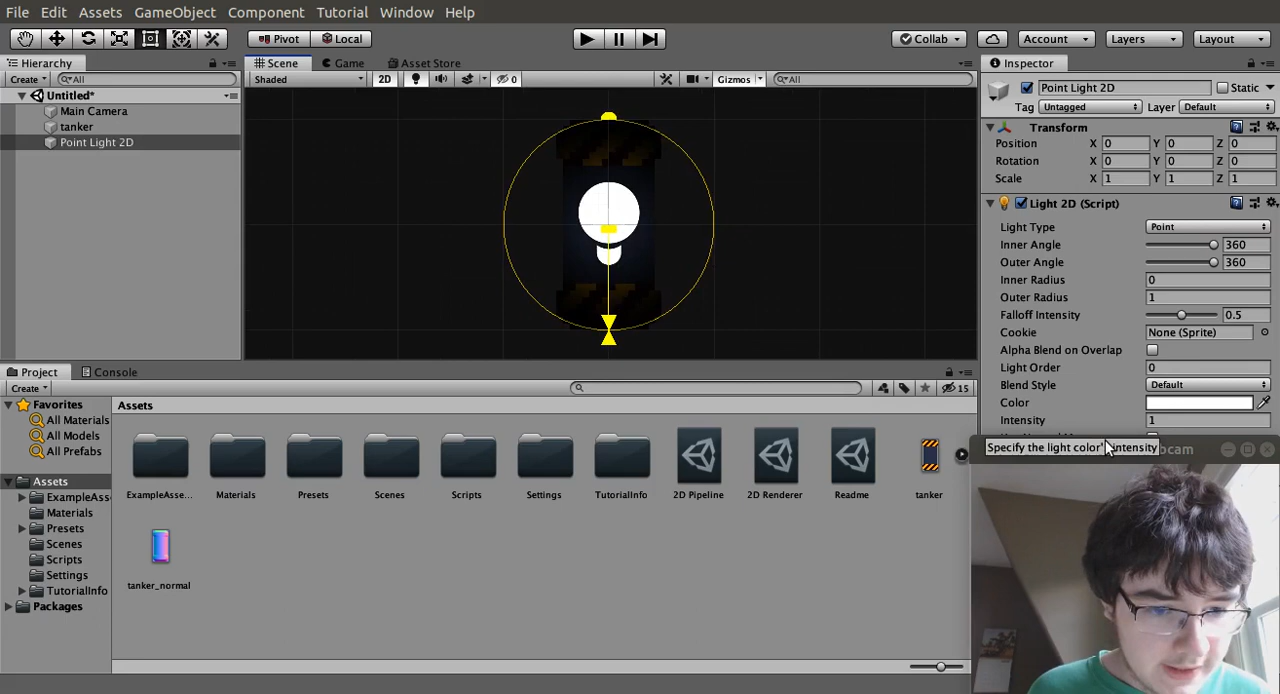 File Edit Assets GameObject Component Tutorial Window Help
Pivot Local Collab Account Layers Layout
Hierarchy Scene Game Asset Store Inspector
Create All Shaded 2D 0 Gizmos All
Point Light 2D Static
Untitled*
Tag Untagged Layer Default
Main Camera
tanker
Point Light 2D
Transform
Position X 0 Y 0 Z 0
Rotation X 0 Y 0 Z 0
Scale X 1 Y 1 Z 1
Light 2D (Script)
Light Type Point
Inner Angle 360
Outer Angle 360
Inner Radius 0
Outer Radius 1
Falloff Intensity 0.5
Cookie None (Sprite)
Alpha Blend on Overlap
Light Order 0
Blend Style Default
Color
Intensity 1
Specify the light color' intensity
Project Console
Create 15
Favorites
All Materials
All Models
All Prefabs
Assets
ExampleAss
Materials
Presets
Scenes
Scripts
Settings
TutorialInfo
Packages
Assets
ExampleAsse... Materials Presets Scenes Scripts Settings TutorialInfo 2D Pipeline 2D Renderer Readme tanker
tanker_normal